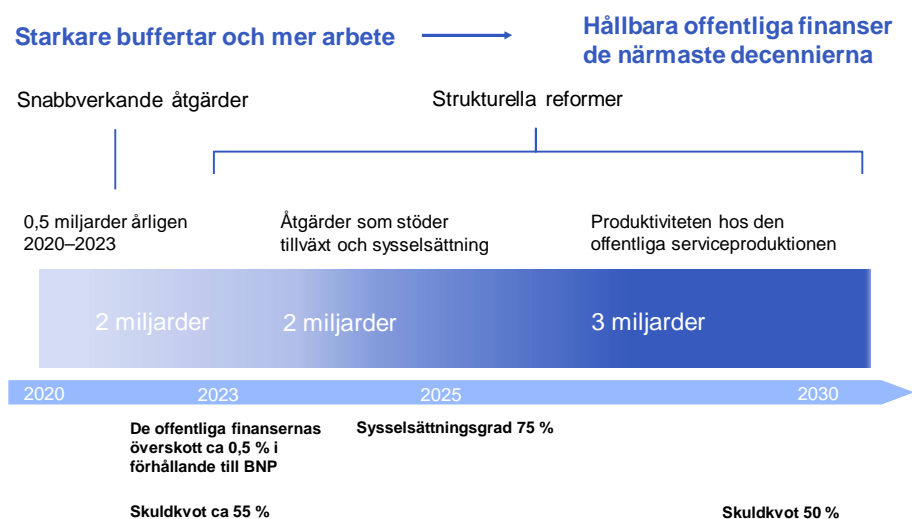 Starkare buffertar och mer arbete
Hållbara offentliga finanser
de närmaste decennierna
Snabbverkande åtgärder
Strukturella reformer
0,5 miljarder årligen
2020–2023
Åtgärder som stöder
tillväxt och sysselsättning
Produktiviteten hos den
offentliga serviceproduktionen
2 miljarder
2 miljarder
3 miljarder
2020
2023
2025
2030
De offentliga finsansernas
överskott ca 0,5 % i
förhållande till BNP
Sysselsättningsgrad 75 %
Skuldkvot ca 55 %
Skuldkvot 50 %